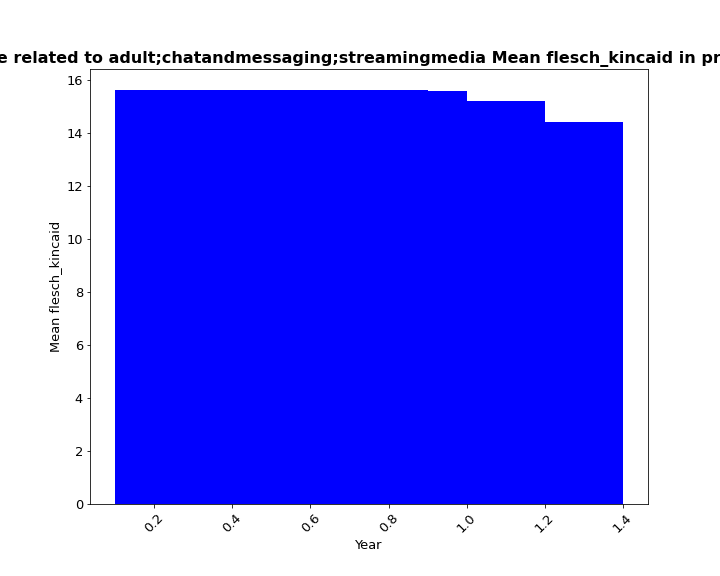 e related to adult;chatandmessaging;streamingmedia Mean flesch_kincaid in pr
16
14
12
10
8
6
4
2
0
Mean flesch_kincaid
0.2 0.4 0.6 0.8 1.0 1.2 1.4
Year